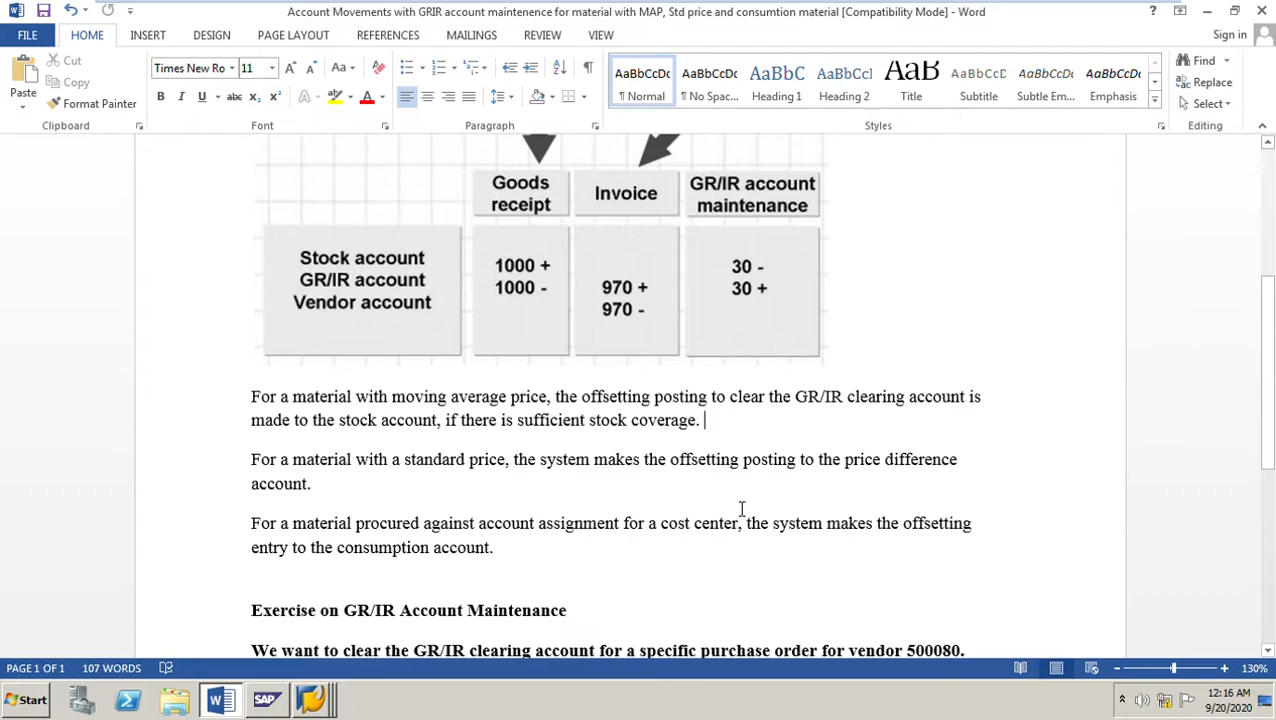 Account Movements with GRIR account maintenence for material with MAP, Std price and consumtion material [Compatibility Mode] - Word
FILE HOME INSERT DESIGN PAGE LAYOUT REFERENCES MAILINGS REVIEW VIEW Sign in
Paste
Cut
Copy
Format Painter
Times New Ro 11
AaBbCcDc AaBbCcDc AaBbC AaBbCc AaB AaBbCcD AaBbCcDt AaBbCcDt
¶ Normal ¶ No Spac... Heading 1 Heading 2 Title Subtitle Subtle Em... Emphasis
Find
Replace
Select
Clipboard Font Paragraph Styles Editing
Goods receipt Invoice GR/IR account maintenance
Stock account 1000 + 30 -
GR/IR account 1000 - 970 + 30 +
Vendor account 970 -
For a material with moving average price, the offsetting posting to clear the GR/IR clearing account is
made to the stock account, if there is sufficient stock coverage.
For a material with a standard price, the system makes the offsetting posting to the price difference
account.
For a material procured against account assignment for a cost center, the system makes the offsetting
entry to the consumption account.
Exercise on GR/IR Account Maintenance
We want to clear the GR/IR clearing account for a specific purchase order for vendor 500080.
PAGE 1 OF 1 107 WORDS 130%
Start SAP 12:16 AM
9/20/2020